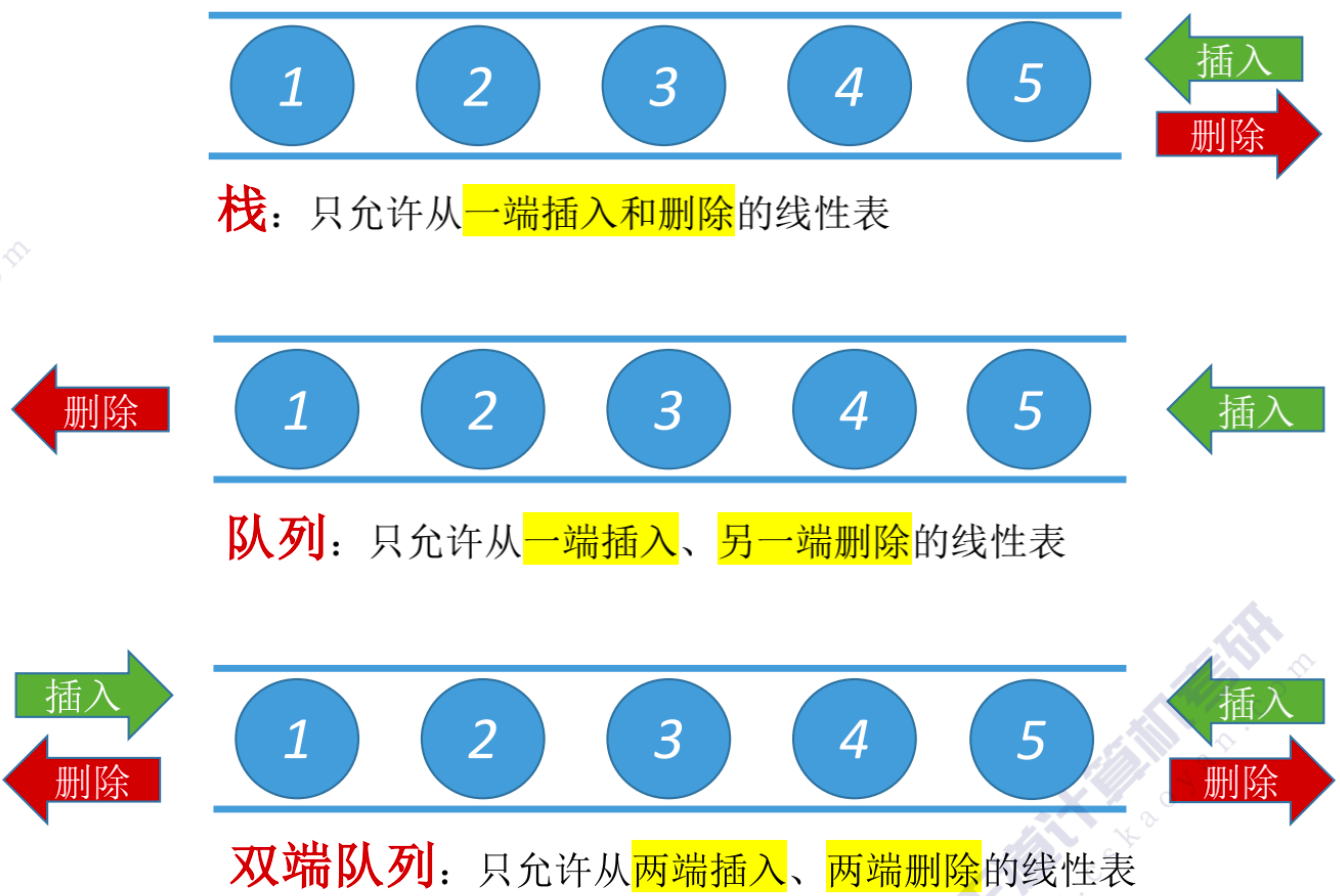 1 2 3 4 5 插入
删除
栈：只允许从一端插入和删除的线性表
删除 1 2 3 4 5 插入
队列：只允许从一端插入、另一端删除的线性表
插入 1 2 3 4 5 插入
删除 删除
双端队列：只允许从两端插入、两端删除的线性表